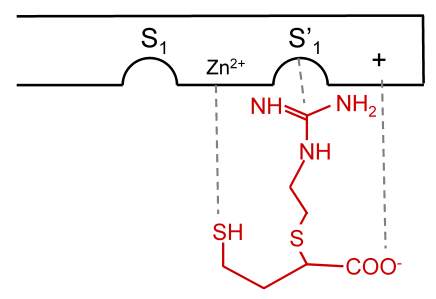 S₁ Zn²⁺ S'₁ +
NH NH₂
NH
SH S
COO⁻